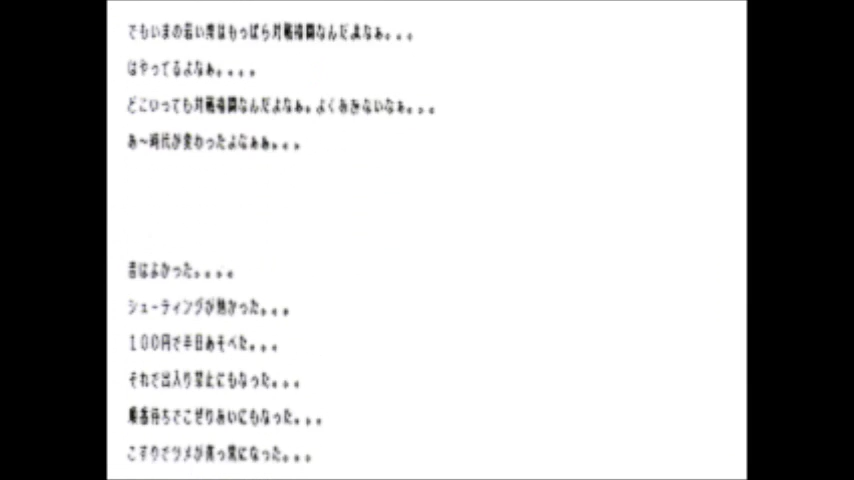 でもいまの若い衆はもっぱら対戦格闘なんだよなぁ。。。
はやってるよなぁ。。。。
どこいっても対戦格闘なんだよなぁ。よくあきないなぁ。。。
あ～時代が変わったよなぁぁ。。。
昔はよかった。。。。
シューティングが熱かった。。。
１００円で半日あそべた。。。
それで出入り禁止にもなった。。。
順番待ちでこぜりあいにもなった。。。
こすりでツメが真っ黒になった。。。